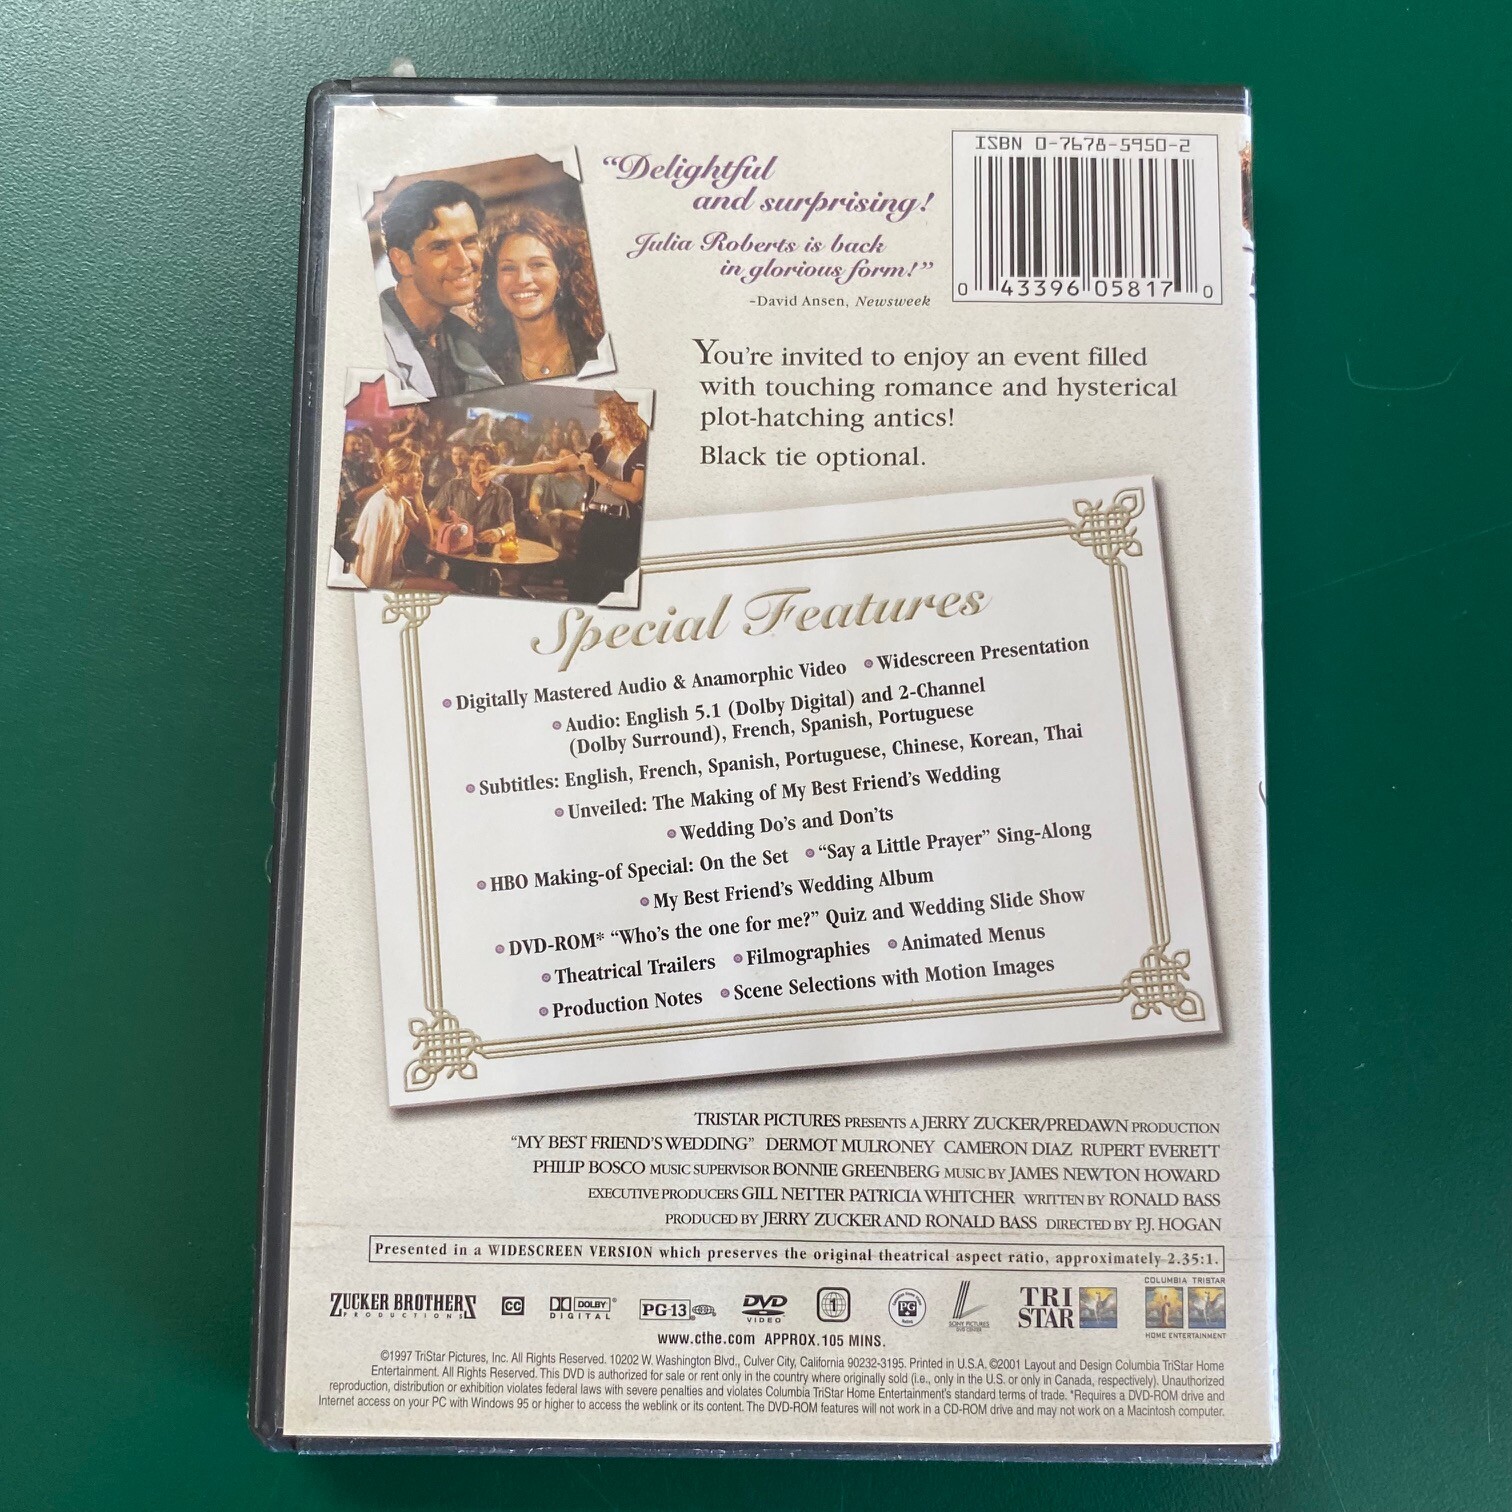 ISBN 0-7678-5950-2
"Delightful
and surprising!
Julia Roberts is back
in glorious form!"
-David Ansen, Newsweek
0 43396 05817 0
You're invited to enjoy an event filled
with touching romance and hysterical
plot-hatching antics!
Black tie optional.
Special Features
• Digitally Mastered Audio & Anamorphic Video • Widescreen Presentation
• Audio: English 5.1 (Dolby Digital) and 2-Channel
(Dolby Surround), French, Spanish, Portuguese
• Subtitles: English, French, Spanish, Portuguese, Chinese, Korean, Thai
• Unveiled: The Making of My Best Friend's Wedding
• Wedding Do's and Don'ts
• HBO Making-of Special: On the Set • "Say a Little Prayer" Sing-Along
• My Best Friend's Wedding Album
• DVD-ROM* "Who's the one for me?" Quiz and Wedding Slide Show
• Theatrical Trailers • Filmographies • Animated Menus
• Production Notes • Scene Selections with Motion Images
TRISTAR PICTURES PRESENTS A JERRY ZUCKER/PREDAWN PRODUCTION
"MY BEST FRIEND'S WEDDING" DERMOT MULRONEY CAMERON DIAZ RUPERT EVERETT
PHILIP BOSCO MUSIC SUPERVISOR BONNIE GREENBERG MUSIC BY JAMES NEWTON HOWARD
EXECUTIVE PRODUCERS GILL NETTER PATRICIA WHITCHER WRITTEN BY RONALD BASS
PRODUCED BY JERRY ZUCKER AND RONALD BASS DIRECTED BY P.J. HOGAN
Presented in a WIDESCREEN VERSION which preserves the original theatrical aspect ratio, approximately 2.35:1.
COLUMBIA TRISTAR
HOME ENTERTAINMENT
ZUCKER BROTHERS
PRODUCTIONS
CC
DOLBY
DIGITAL
PG-13
DVD
VIDEO
1
PG
SONY PICTURES
DVD CENTER
TRI
STAR
www.cthe.com APPROX. 105 MINS.
©1997 TriStar Pictures, Inc. All Rights Reserved. 10202 W. Washington Blvd., Culver City, California 90232-3195. Printed in U.S.A. ©2001 Layout and Design Columbia TriStar Home
Entertainment. All Rights Reserved. This DVD is authorized for sale or rent only in the country where originally sold (i.e., only in the U.S. or only in Canada, respectively). Unauthorized
reproduction, distribution or exhibition violates federal laws with severe penalties and violates Columbia TriStar Home Entertainment's standard terms of trade. *Requires a DVD-ROM drive and
Internet access on your PC with Windows 95 or higher to access the weblink or its content. The DVD-ROM features will not work in a CD-ROM drive and may not work on a Macintosh computer.